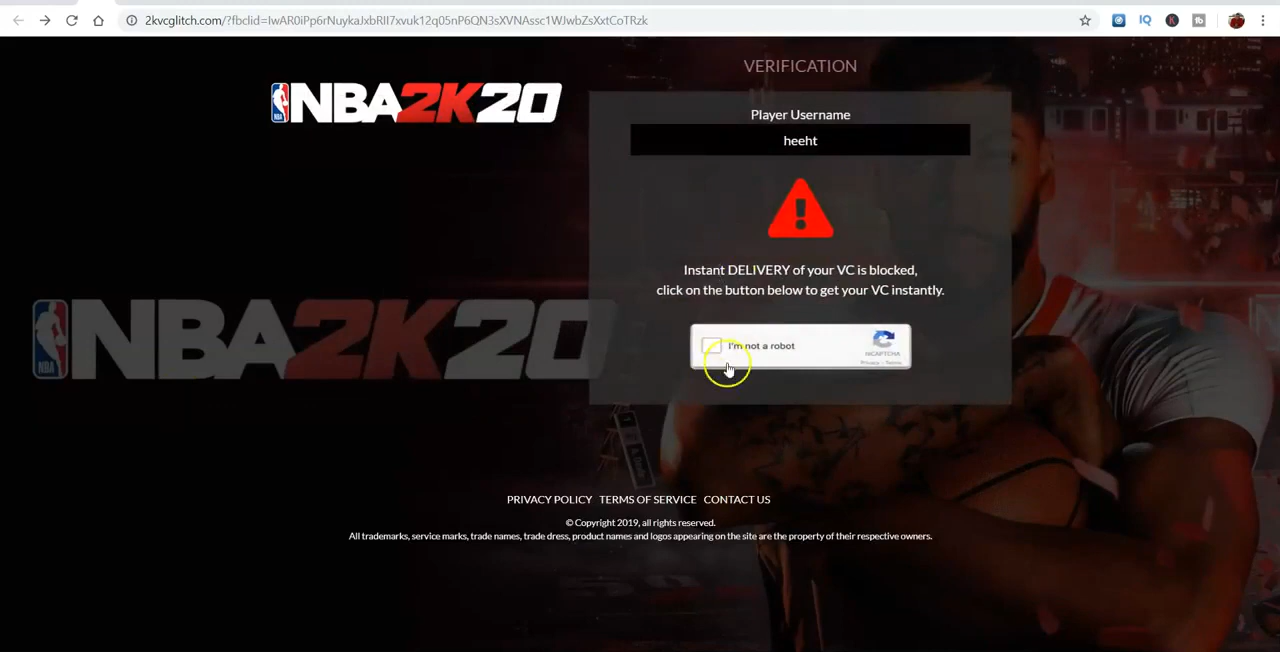 2kvcglitch.com/?fbclid=IwAR0iPp6rNuykaJxbRlI7xvuk12q05nP6QN3sXVNAssc1WJwbZsXxtCoTRzk
VERIFICATION
NBA2K20
Player Username
heeht
Instant DELIVERY of your VC is blocked,
click on the button below to get your VC instantly.
NBA2K20
I'm not a robot
reCAPTCHA
Privacy - Terms
PRIVACY POLICY TERMS OF SERVICE CONTACT US
© Copyright 2019, all rights reserved.
All trademarks, service marks, trade names, trade dress, product names and logos appearing on the site are the property of their respective owners.